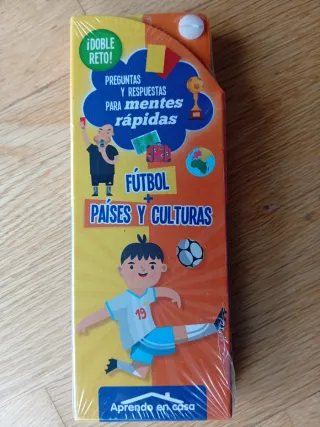 ¡DOBLE
RETO!
PREGUNTAS
Y RESPUESTAS
PARA mentes
rápidas
FÚTBOL
+
PAÍSES Y CULTURAS
19
Aprendo en casa